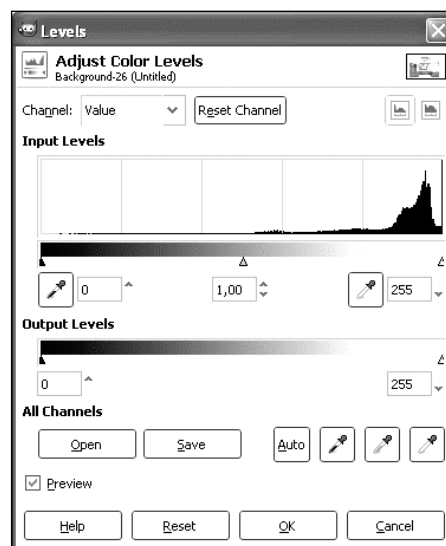 Levels
Adjust Color Levels
Background-26 (Untitled)
Channel: Value Reset Channel
Input Levels
0 1,00 255
Output Levels
0 255
All Channels
Open Save Auto
Preview
Help Reset OK Cancel